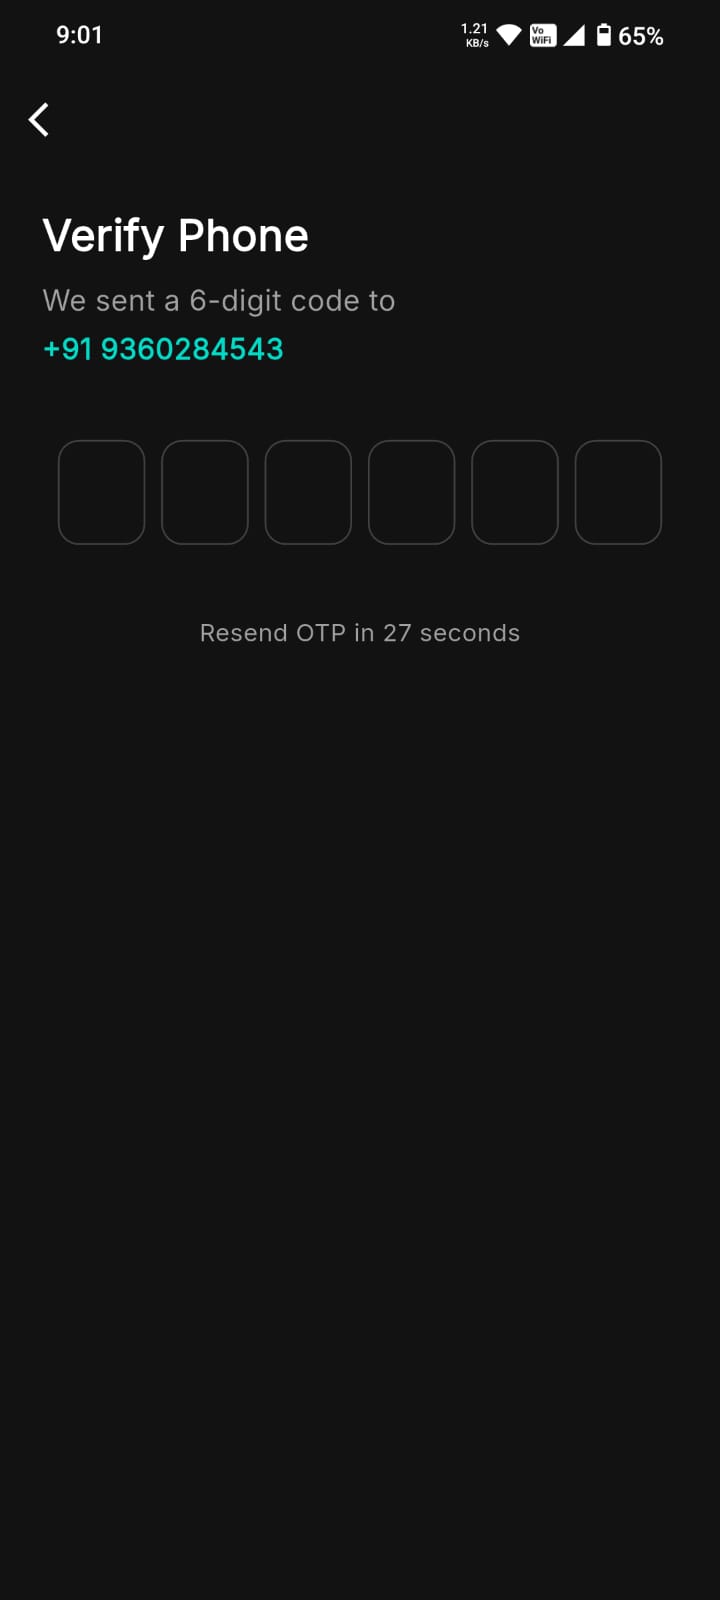 9:01
1.21
KB/s
Vo
WiFi
65%
Verify Phone
We sent a 6-digit code to
+91 9360284543
Resend OTP in 27 seconds